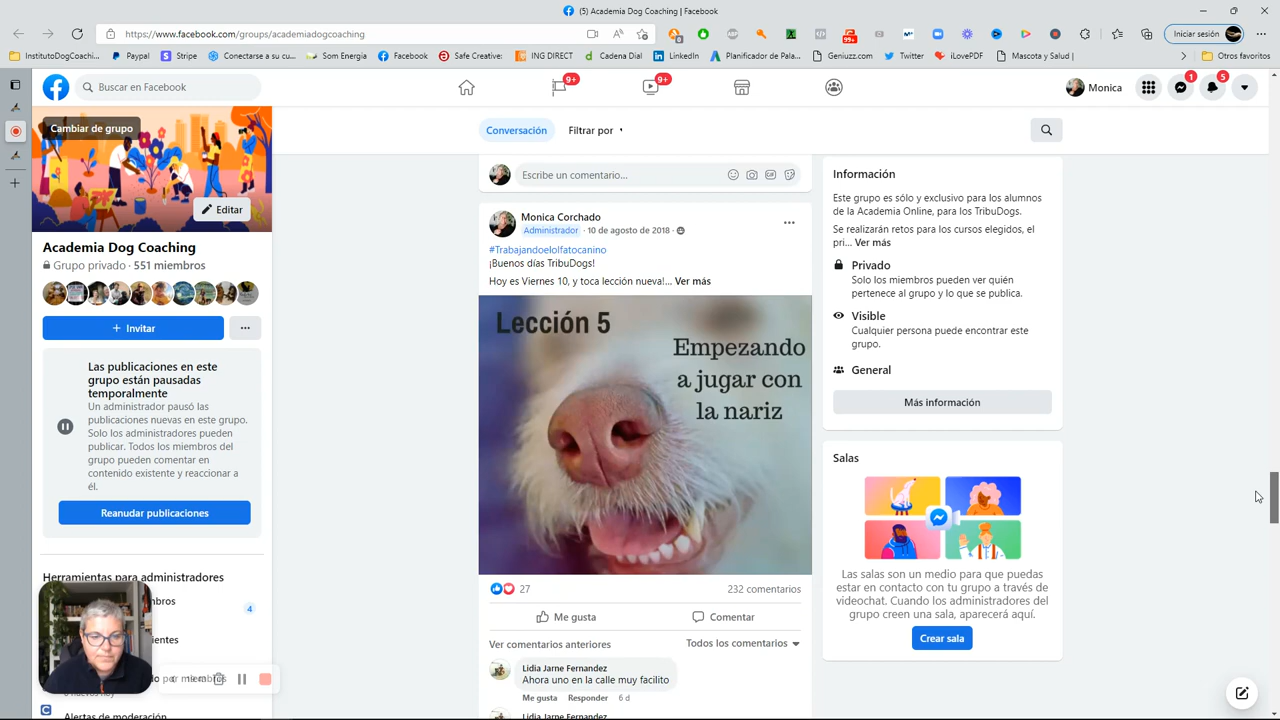 (5) Academia Dog Coaching | Facebook
https://www.facebook.com/groups/academiadogcoaching
Iniciar sesión
InstitutoDogCoachin...
Paypal
Stripe
Conectarse a su cu...
Som Energia
Facebook
Safe Creative:
ING DIRECT
Cadena Dial
LinkedIn
Planificador de Pala...
Geniuzz.com
Twitter
iLovePDF
Mascota y Salud |
Otros favoritos
Buscar en Facebook
9+
9+
Monica
1
5
Cambiar de grupo
Editar
Academia Dog Coaching
Grupo privado · 551 miembros
+ Invitar
Las publicaciones en este
grupo están pausadas
temporalmente
Un administrador pausó las
publicaciones nuevas en este grupo.
Solo los administradores pueden
publicar. Todos los miembros del
grupo pueden comentar en
contenido existente y reaccionar a
él.
Reanudar publicaciones
Herramientas para administradores
4
Alertas de moderación
Conversación
Filtrar por
Escribe un comentario...
Monica Corchado
Administrador · 10 de agosto de 2018 ·
#Trabajandoelolfatocanino
¡Buenos días TribuDogs!
Hoy es Viernes 10, y toca lección nueva!... Ver más
Lección 5
Empezando
a jugar con
la nariz
27
232 comentarios
Me gusta
Comentar
Ver comentarios anteriores
Todos los comentarios
Lidia Jarne Fernandez
Ahora uno en la calle muy facilito
Me gusta Responder 6 d
Lidia Jarne Fernandez
Información
Este grupo es sólo y exclusivo para los alumnos
de la Academia Online, para los TribuDogs.
Se realizarán retos para los cursos elegidos, el
pri... Ver más
Privado
Solo los miembros pueden ver quién
pertenece al grupo y lo que se publica.
Visible
Cualquier persona puede encontrar este
grupo.
General
Más información
Salas
Las salas son un medio para que puedas
estar en contacto con tu grupo a través de
videochat. Cuando los administradores del
grupo creen una sala, aparecerá aquí.
Crear sala